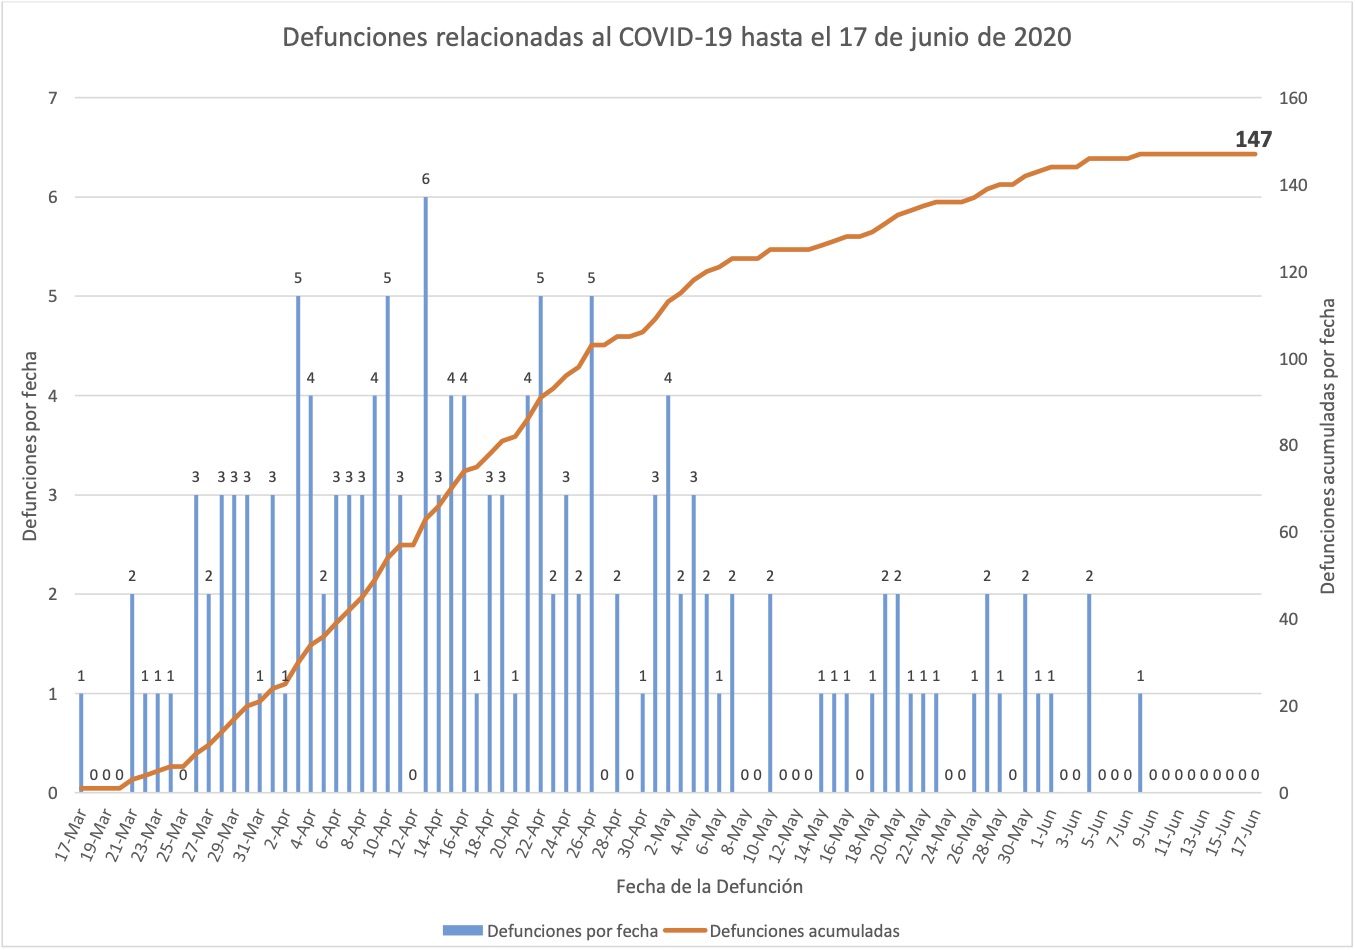 Defunciones relacionadas al COVID-19 hasta el 17 de junio de 2020
7 160
147
6 140
5 120
4 100
3 80
60
2 40
1 20
0 0
Defunciones por fecha
Defunciones acumuladas por fecha
1 0 0 0 2 1 1 1 0 3 2 3 3 3 1 3 1 5 4 2 3 3 3 4 5 3 0 6 3 4 4 1 3 3 1 4 5 2 3 2 5 0 2 0 1 3 4 2 3 2 1 2 0 0 2 0 0 0 1 1 1 0 1 2 2 1 1 1 0 0 1 2 1 0 2 1 1 0 0 2 0 0 0 1 0 0 0 0 0 0 0 0 0
17-Mar 19-Mar 21-Mar 23-Mar 25-Mar 27-Mar 29-Mar 31-Mar 2-Apr 4-Apr 6-Apr 8-Apr 10-Apr 12-Apr 14-Apr 16-Apr 18-Apr 20-Apr 22-Apr 24-Apr 26-Apr 28-Apr 30-Apr 2-May 4-May 6-May 8-May 10-May 12-May 14-May 16-May 18-May 20-May 22-May 24-May 26-May 28-May 30-May 1-Jun 3-Jun 5-Jun 7-Jun 9-Jun 11-Jun 13-Jun 15-Jun 17-Jun
Fecha de la Defunción
Defunciones por fecha Defunciones acumuladas